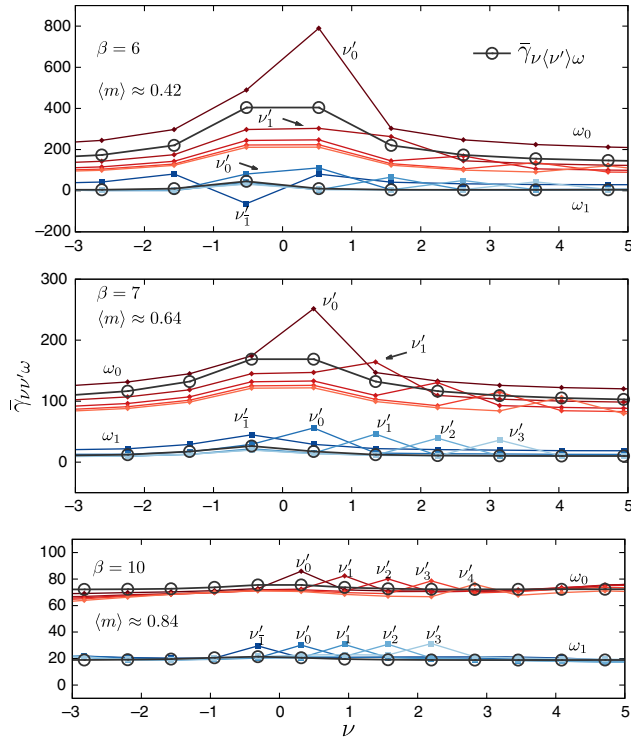 800
β = 6
ν′₀
γ̄ν⟨ν′⟩ω
600
⟨m⟩ ≈ 0.42
400
ν′₁
200
ν′₀
ω₀
0
ν′₁̄
ω₁
−200
−3 −2 −1 0 1 2 3 4 5
300
β = 7
ν′₀
⟨m⟩ ≈ 0.64
200
ν′₁
ω₀
γ̄νν′ω
100
ω₁
ν′₁̄ ν′₀ ν′₁ ν′₂ ν′₃
0
−3 −2 −1 0 1 2 3 4 5
100
β = 10
80
ν′₀ ν′₁ ν′₂ ν′₃ ν′₄
ω₀
60
⟨m⟩ ≈ 0.84
40
ν′₁̄ ν′₀ ν′₁ ν′₂ ν′₃
ω₁
20
0
−3 −2 −1 0 1 2 3 4 5
ν